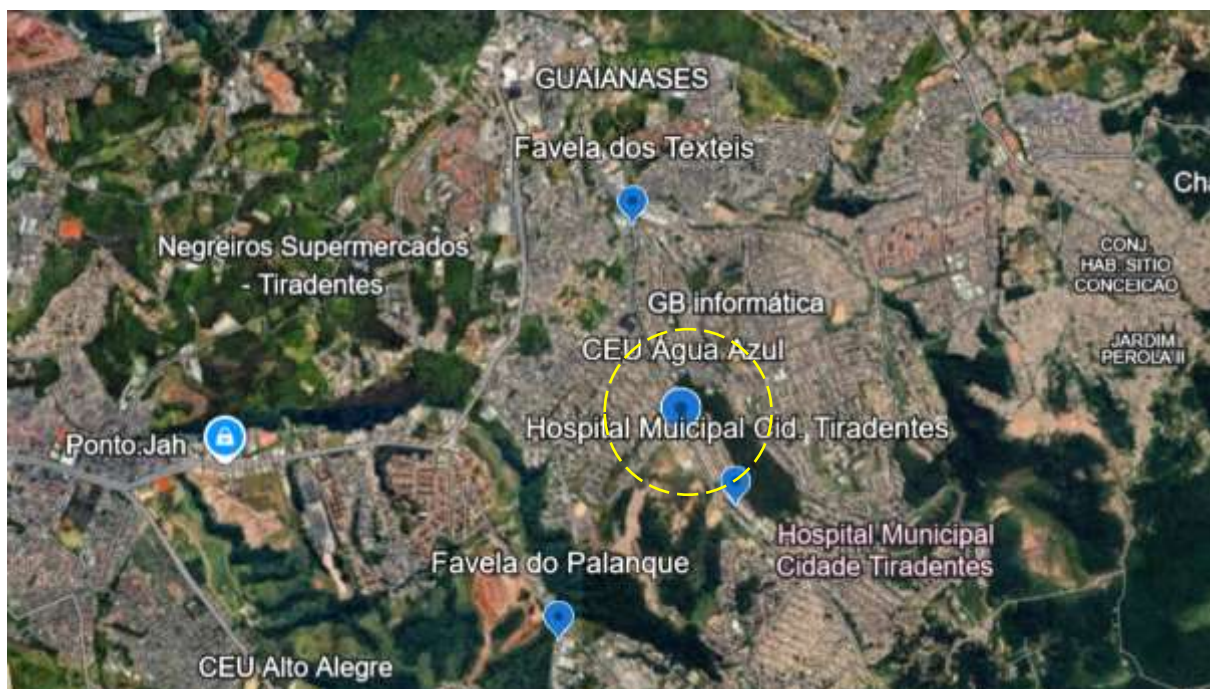 GUAIANASES
Favela dos Texteis
Negreiros Supermercados
- Tiradentes
CONJ.
HAB. SITIO
CONCEICAO
GB informática
CEU Água Azul
JARDIM
PEROLA II
Hospital Muicipal Cid. Tiradentes
Ponto.Jah
Hospital Municipal
Cidade Tiradentes
Favela do Palanque
CEU Alto Alegre